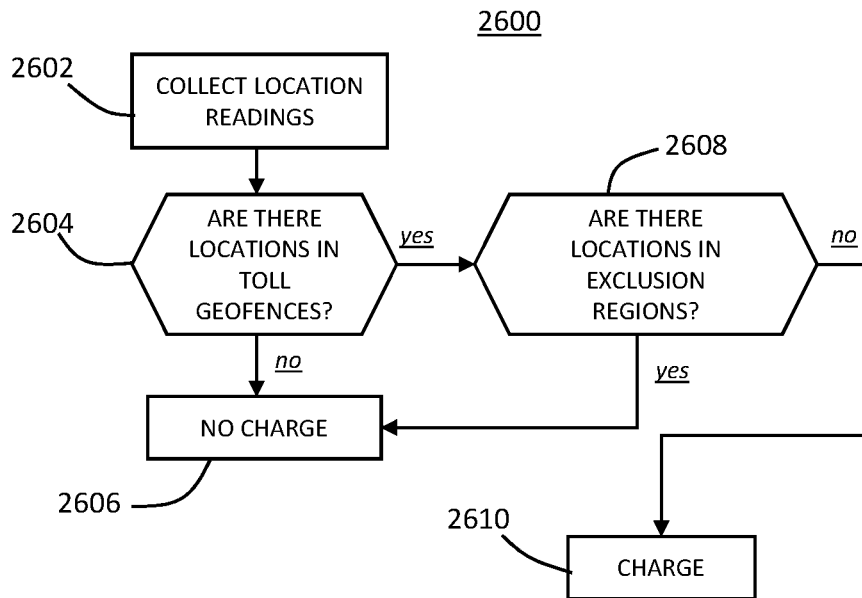 2600
2602
COLLECT LOCATION
READINGS
2608
2604
ARE THERE
LOCATIONS IN
TOLL
GEOFENCES?
yes
ARE THERE
LOCATIONS IN
EXCLUSION
REGIONS?
no
no
yes
NO CHARGE
2606
2610
CHARGE